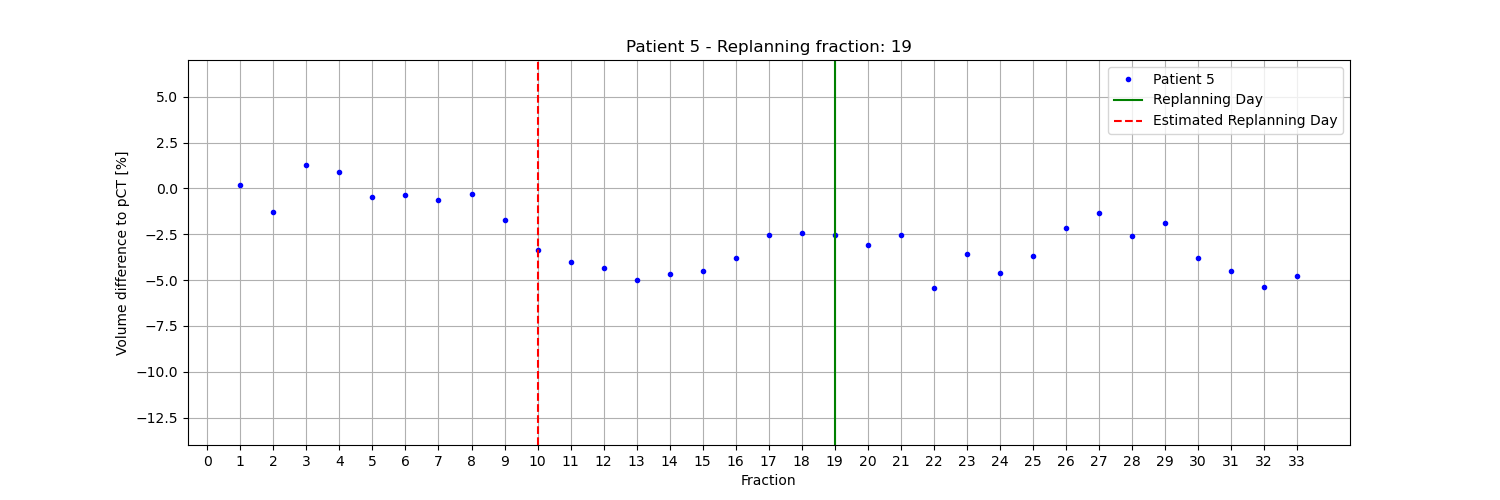 Patient 5 - Replanning fraction: 19
Patient 5
Replanning Day
Estimated Replanning Day
Volume difference to pCT [%]
5.0
2.5
0.0
−2.5
−5.0
−7.5
−10.0
−12.5
0 1 2 3 4 5 6 7 8 9 10 11 12 13 14 15 16 17 18 19 20 21 22 23 24 25 26 27 28 29 30 31 32 33
Fraction